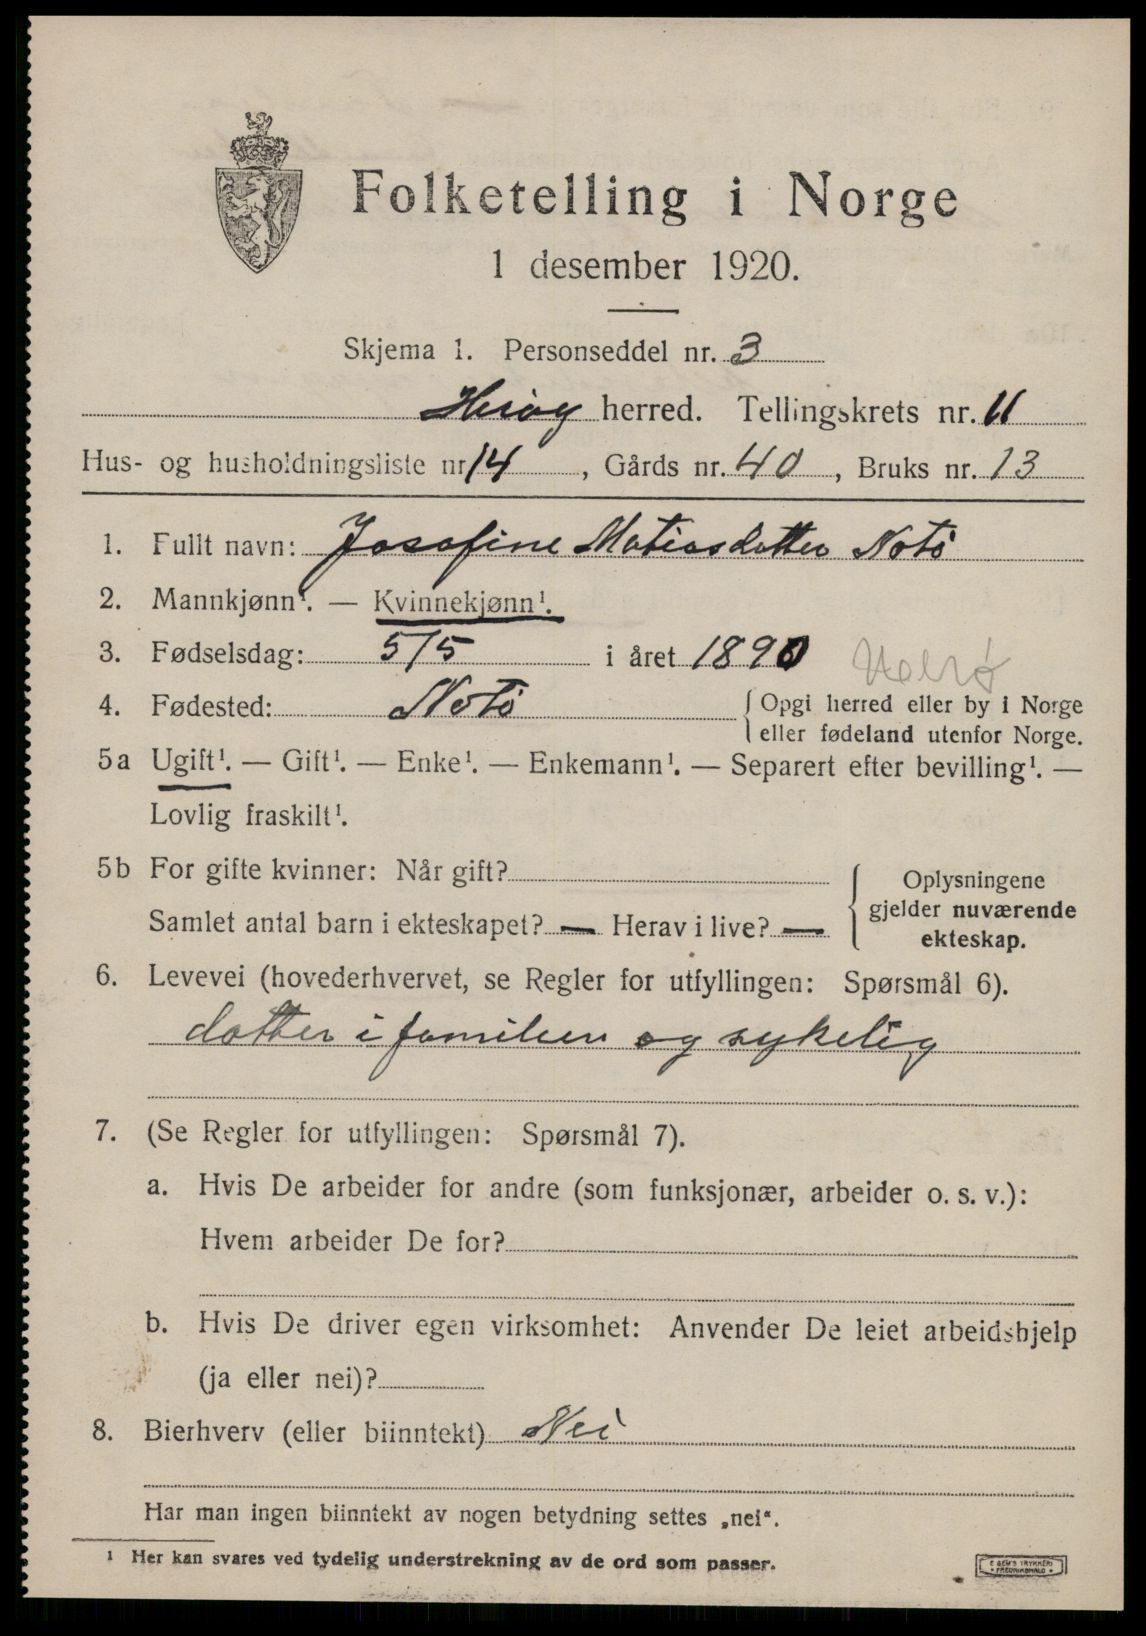 Folketelling i Norge
1 desember 1920.
Skjema 1. Personseddel nr. 3
Herøy herred. Tellingskrets nr. 11
Hus- og husholdningsliste nr 14, Gårds nr. 40, Bruks nr. 13
1. Fullt navn: Josefine Matiasdatter Notø
2. Mannkjønn¹. — Kvinnekjønn¹.
3. Fødselsdag: 5/5 i året 1890
Herø
4. Fødested: Notø {Opgi herred eller by i Norge
eller fødeland utenfor Norge.
5a Ugift¹. — Gift¹. — Enke¹. — Enkemann¹. — Separert efter bevilling¹. —
Lovlig fraskilt¹.
5b For gifte kvinner: Når gift?
Samlet antal barn i ekteskapet? — Herav i live? —
{Oplysningene
gjelder nuværende
ekteskap.
6. Levevei (hovederhvervet, se Regler for utfyllingen: Spørsmål 6).
datter i familien og sykelig
7. (Se Regler for utfyllingen: Spørsmål 7).
a. Hvis De arbeider for andre (som funksjonær, arbeider o. s. v.):
Hvem arbeider De for?
b. Hvis De driver egen virksomhet: Anvender De leiet arbeidshjelp
(ja eller nei)?
8. Bierhverv (eller biinntekt) Nei
Har man ingen biinntekt av nogen betydning settes „nei“.
¹ Her kan svares ved tydelig understrekning av de ord som passer.
E SEM'S TRYKKERI
FREDRIKSHALD